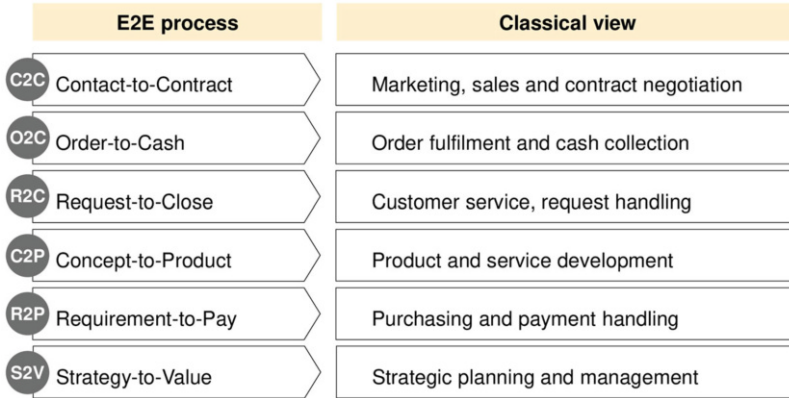 E2E process Classical view
C2C Contact-to-Contract Marketing, sales and contract negotiation
O2C Order-to-Cash Order fulfilment and cash collection
R2C Request-to-Close Customer service, request handling
C2P Concept-to-Product Product and service development
R2P Requirement-to-Pay Purchasing and payment handling
S2V Strategy-to-Value Strategic planning and management